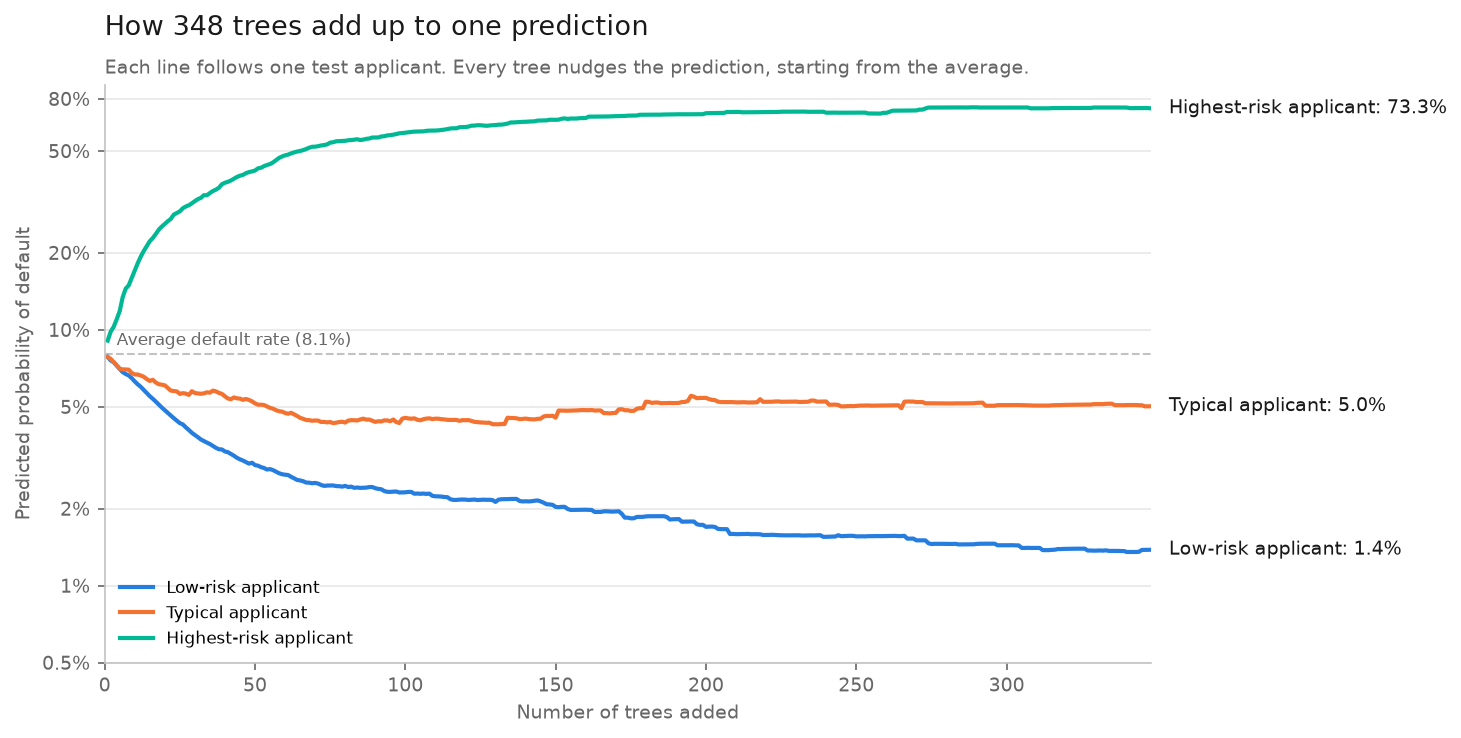 How 348 trees add up to one prediction
Each line follows one test applicant. Every tree nudges the prediction, starting from the average.
Predicted probability of default
80%
50%
20%
10%
5%
2%
1%
0.5%
Average default rate (8.1%)
Highest-risk applicant: 73.3%
Typical applicant: 5.0%
Low-risk applicant: 1.4%
Low-risk applicant
Typical applicant
Highest-risk applicant
0 50 100 150 200 250 300
Number of trees added